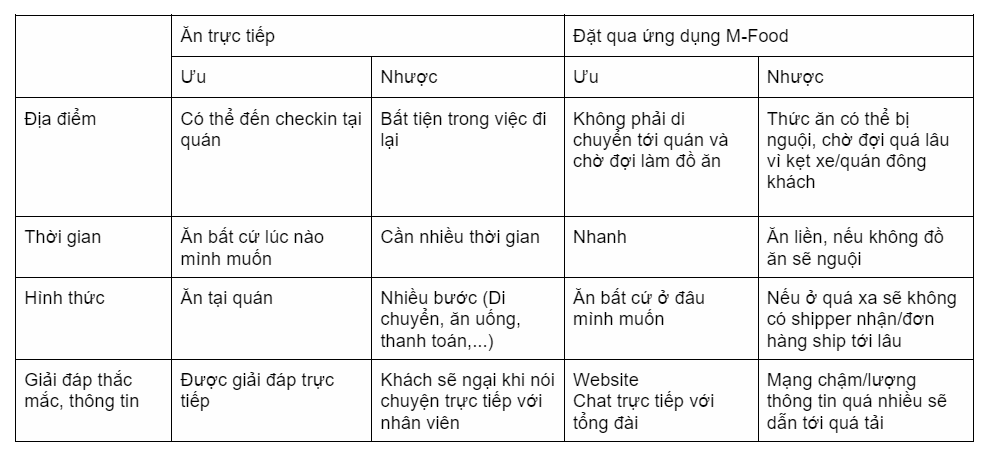 Ăn trực tiếp
Đặt qua ứng dụng M-Food
Ưu
Nhược
Ưu
Nhược
Địa điểm
Có thể đến checkin tại
quán
Bất tiện trong việc đi
lại
Không phải di
chuyển tới quán và
chờ đợi làm đồ ăn
Thức ăn có thể bị
nguội, chờ đợi quá lâu
vì kẹt xe/quán đông
khách
Thời gian
Ăn bất cứ lúc nào
mình muốn
Cần nhiều thời gian
Nhanh
Ăn liền, nếu không đồ
ăn sẽ nguội
Hình thức
Ăn tại quán
Nhiều bước (Di
chuyển, ăn uống,
thanh toán,...)
Ăn bất cứ ở đâu
mình muốn
Nếu ở quá xa sẽ không
có shipper nhận/đơn
hàng ship tới lâu
Giải đáp thắc
mắc, thông tin
Được giải đáp trực
tiếp
Khách sẽ ngại khi nói
chuyện trực tiếp với
nhân viên
Website
Chat trực tiếp với
tổng đài
Mạng chậm/lượng
thông tin quá nhiều sẽ
dẫn tới quá tải